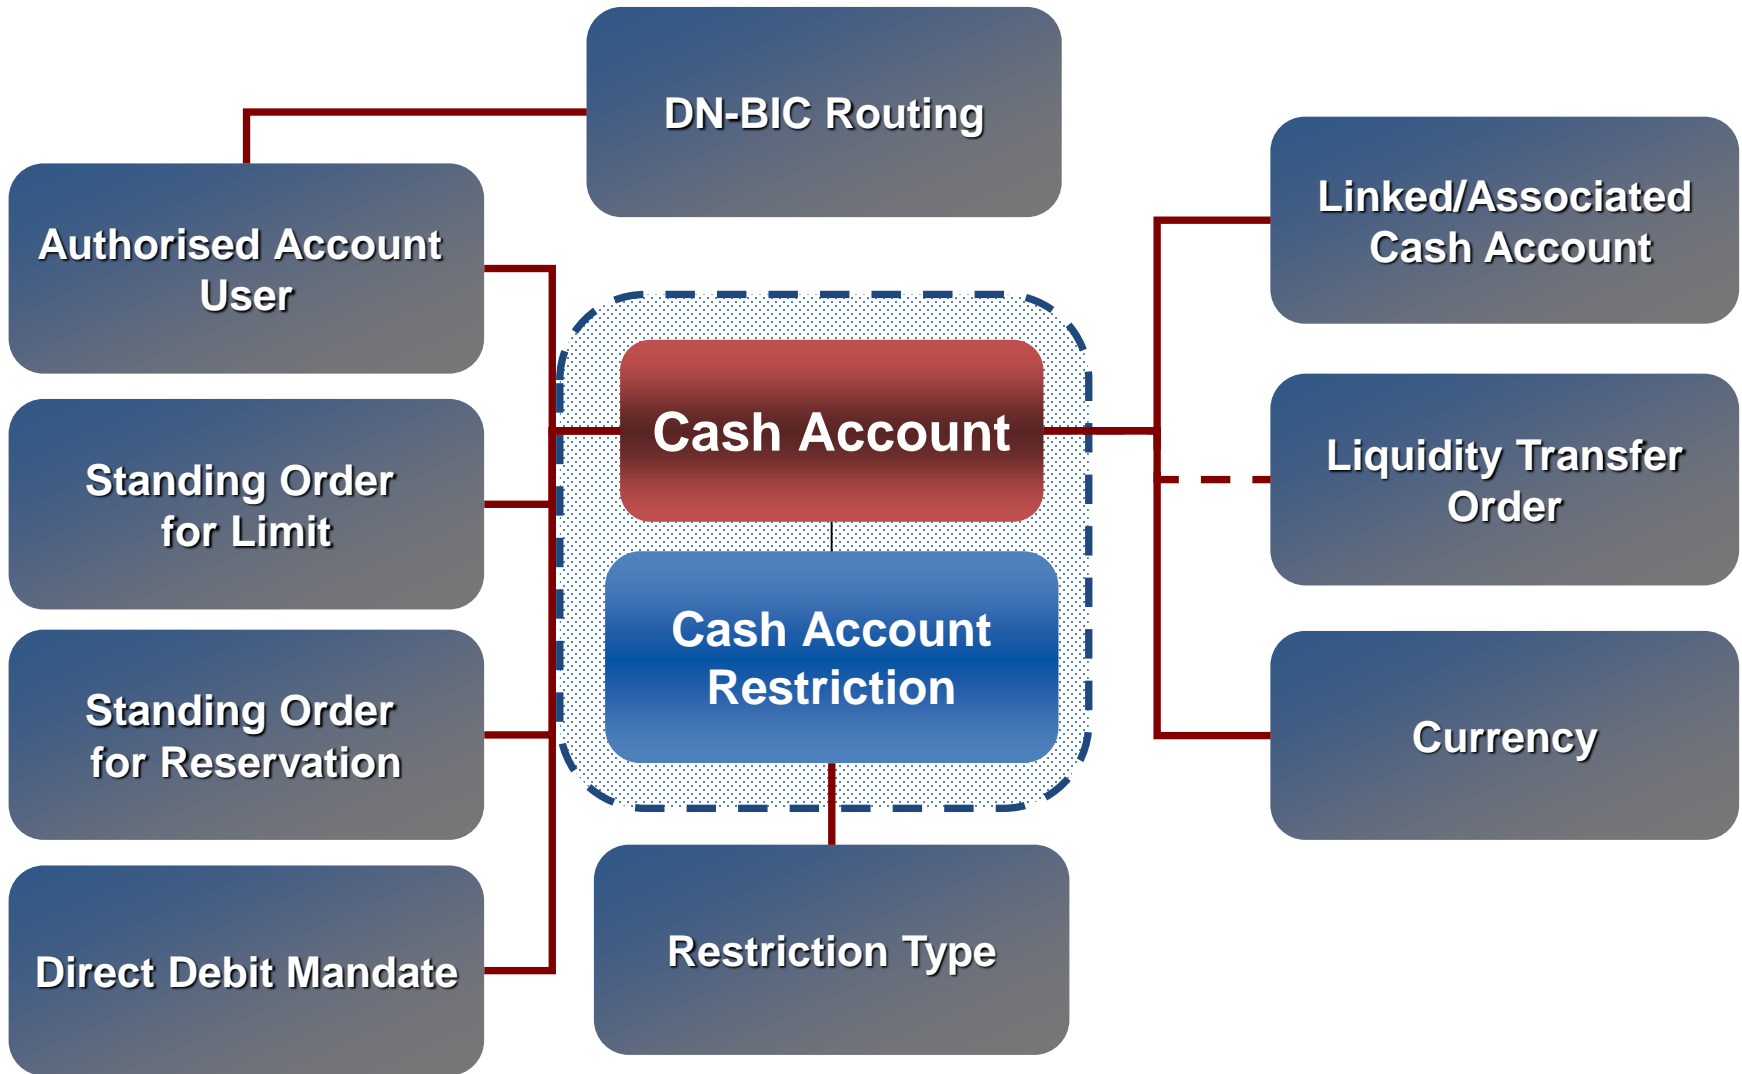 DN-BIC Routing
Authorised Account
User
Linked/Associated
Cash Account
Cash Account
Standing Order
for Limit
Liquidity Transfer
Order
Cash Account
Restriction
Standing Order
for Reservation
Currency
Direct Debit Mandate
Restriction Type